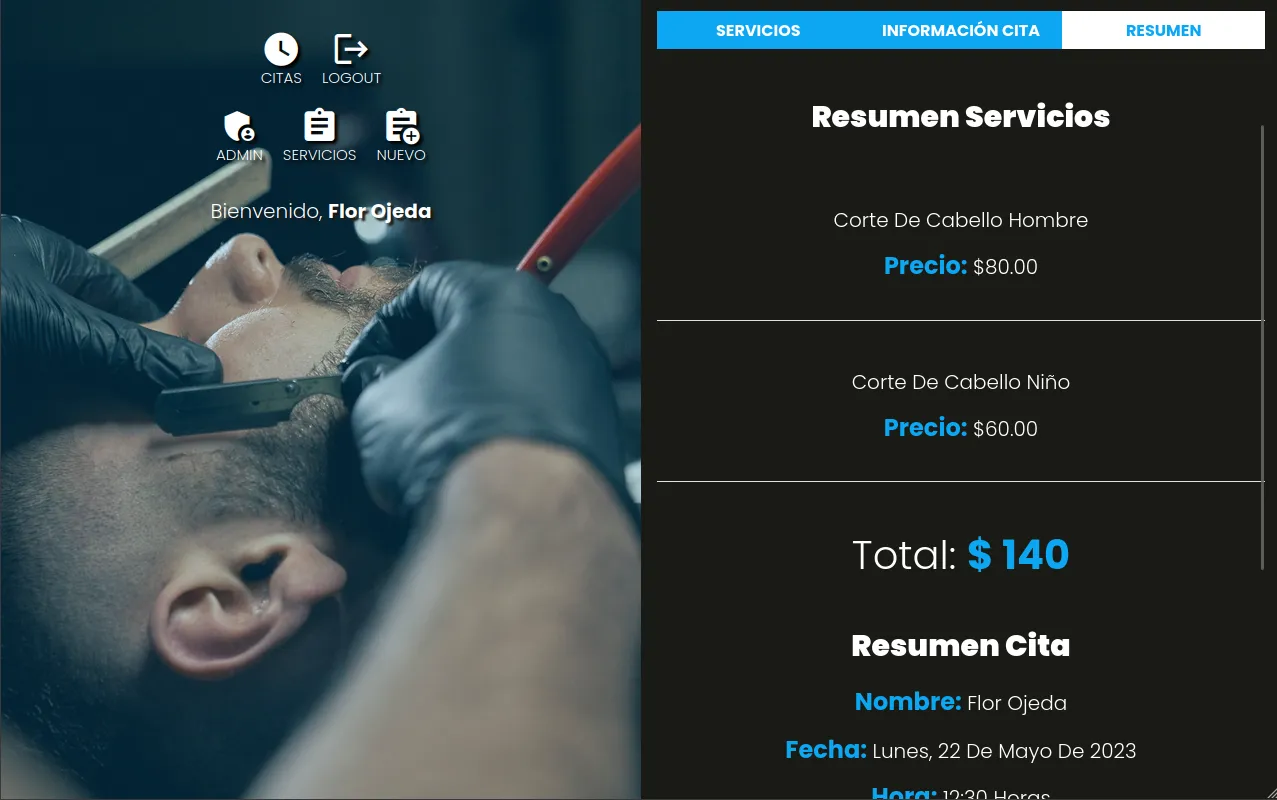 CITAS LOGOUT
ADMIN SERVICIOS NUEVO
Bienvenido, Flor Ojeda
SERVICIOS INFORMACIÓN CITA RESUMEN
Resumen Servicios
Corte De Cabello Hombre
Precio: $80.00
Corte De Cabello Niño
Precio: $60.00
Total: $ 140
Resumen Cita
Nombre: Flor Ojeda
Fecha: Lunes, 22 De Mayo De 2023
Hora: 12:30 Horas